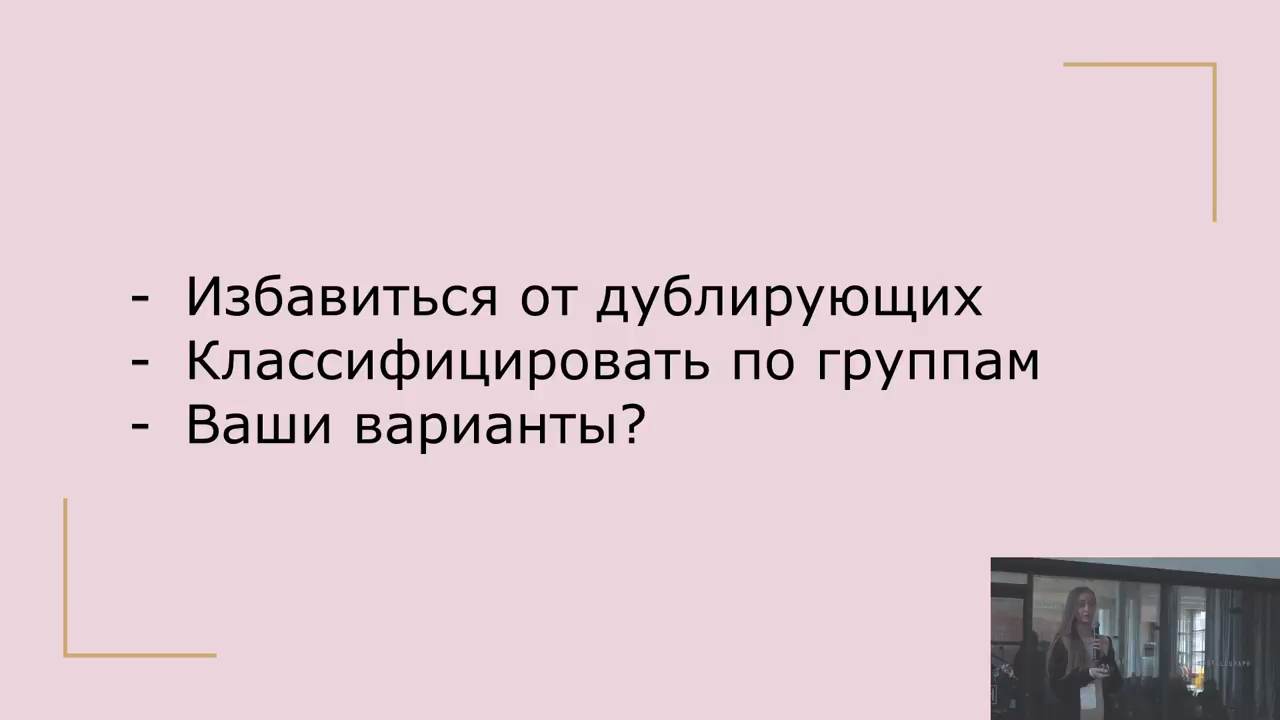 - Избавиться от дублирующих
- Классифицировать по группам
- Ваши варианты?